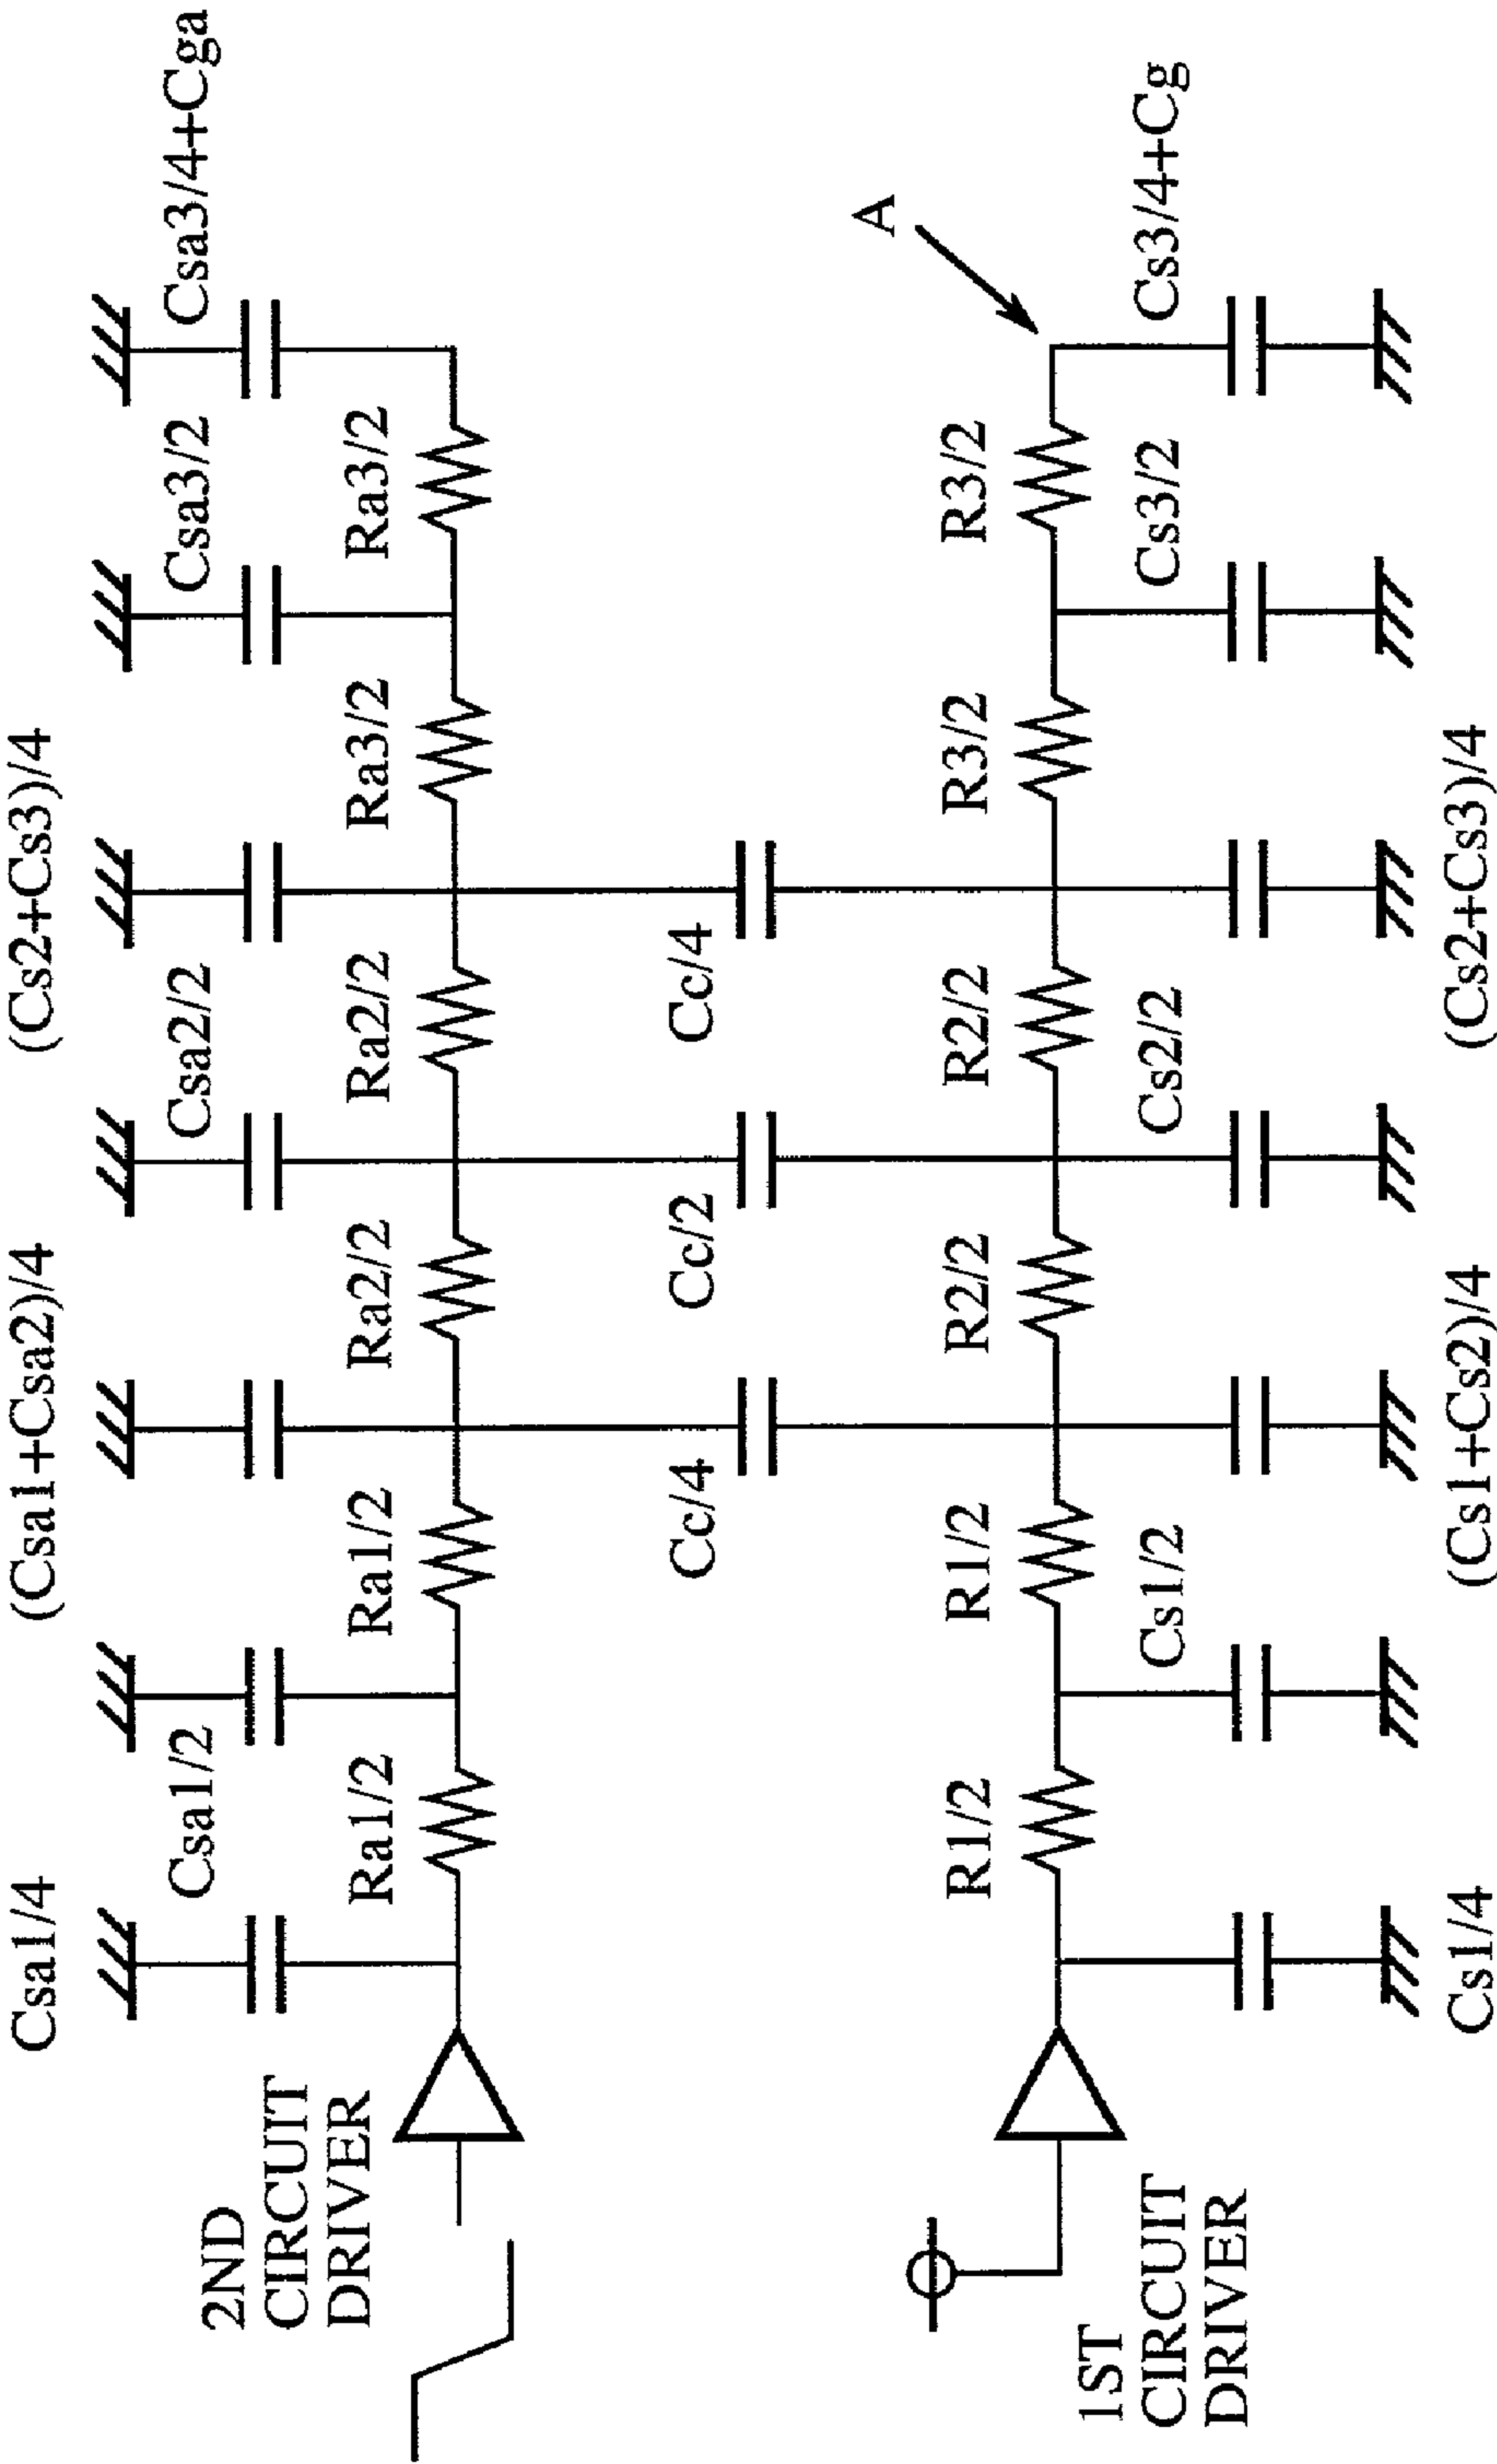 Csa1/4
(Csa1+Csa2)/4
(Cs2+Cs3)/4
Csa1/2
Csa2/2
Csa3/2
Csa3/4+Cga
2ND
CIRCUIT
DRIVER
Ra1/2
Ra1/2
Ra2/2
Ra2/2
Ra3/2
Ra3/2
Cc/4
Cc/2
Cc/4
A
R1/2
R1/2
R2/2
R2/2
R3/2
R3/2
1ST
CIRCUIT
DRIVER
Cs1/2
Cs2/2
Cs3/2
Cs3/4+Cg
Cs1/4
(Cs1+Cs2)/4
(Cs2+Cs3)/4